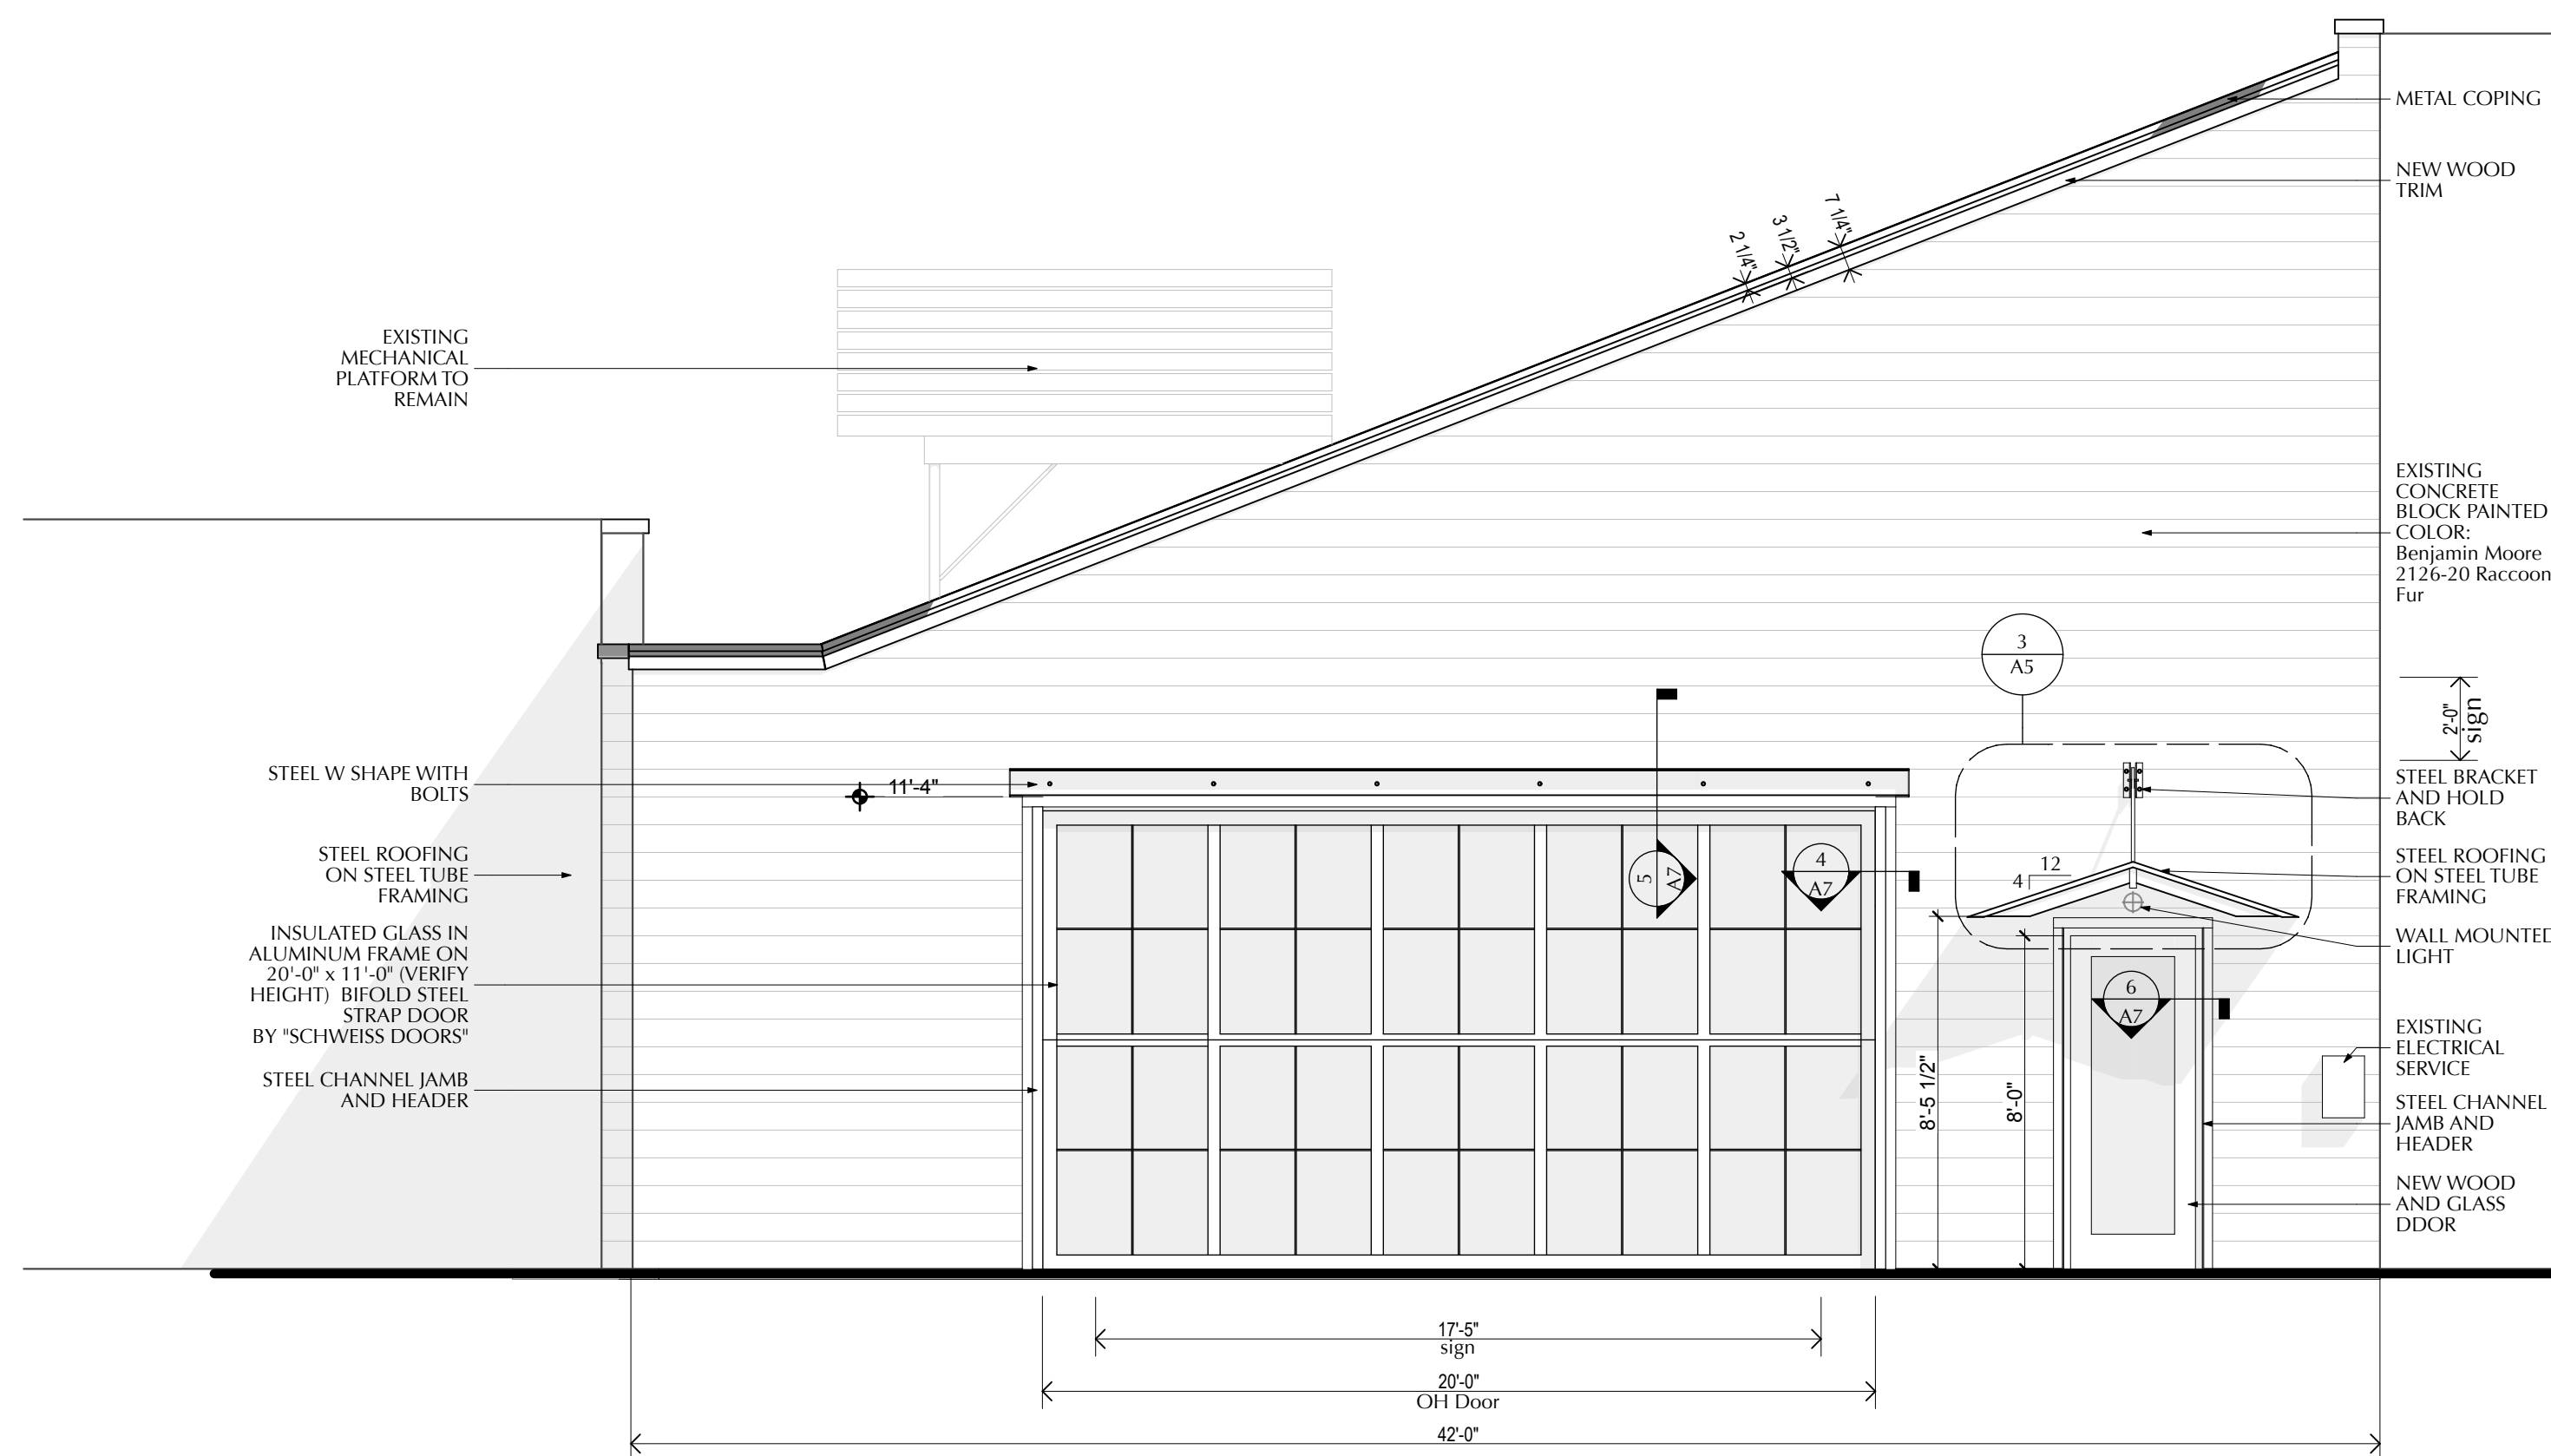 METAL COPING
NEW WOOD
TRIM
7 1/4"
3 1/2"
2 1/4"
EXISTING
MECHANICAL
PLATFORM TO
REMAIN
EXISTING
CONCRETE
BLOCK PAINTED
COLOR:
Benjamin Moore
2126-20 Raccoon
Fur
3
A5
2'-0"
sign
STEEL W SHAPE WITH
BOLTS
11'-4"
STEEL BRACKET
AND HOLD
BACK
STEEL ROOFING
ON STEEL TUBE
FRAMING
5
A7
4
A7
12
4
STEEL ROOFING
ON STEEL TUBE
FRAMING
INSULATED GLASS IN
ALUMINUM FRAME ON
20'-0" x 11'-0" (VERIFY
HEIGHT) BIFOLD STEEL
STRAP DOOR
BY "SCHWEISS DOORS"
WALL MOUNTED
LIGHT
6
A7
EXISTING
ELECTRICAL
SERVICE
STEEL CHANNEL JAMB
AND HEADER
8'-5 1/2"
8'-0"
STEEL CHANNEL
JAMB AND
HEADER
NEW WOOD
AND GLASS
DDOR
17'-5"
sign
20'-0"
OH Door
42'-0"